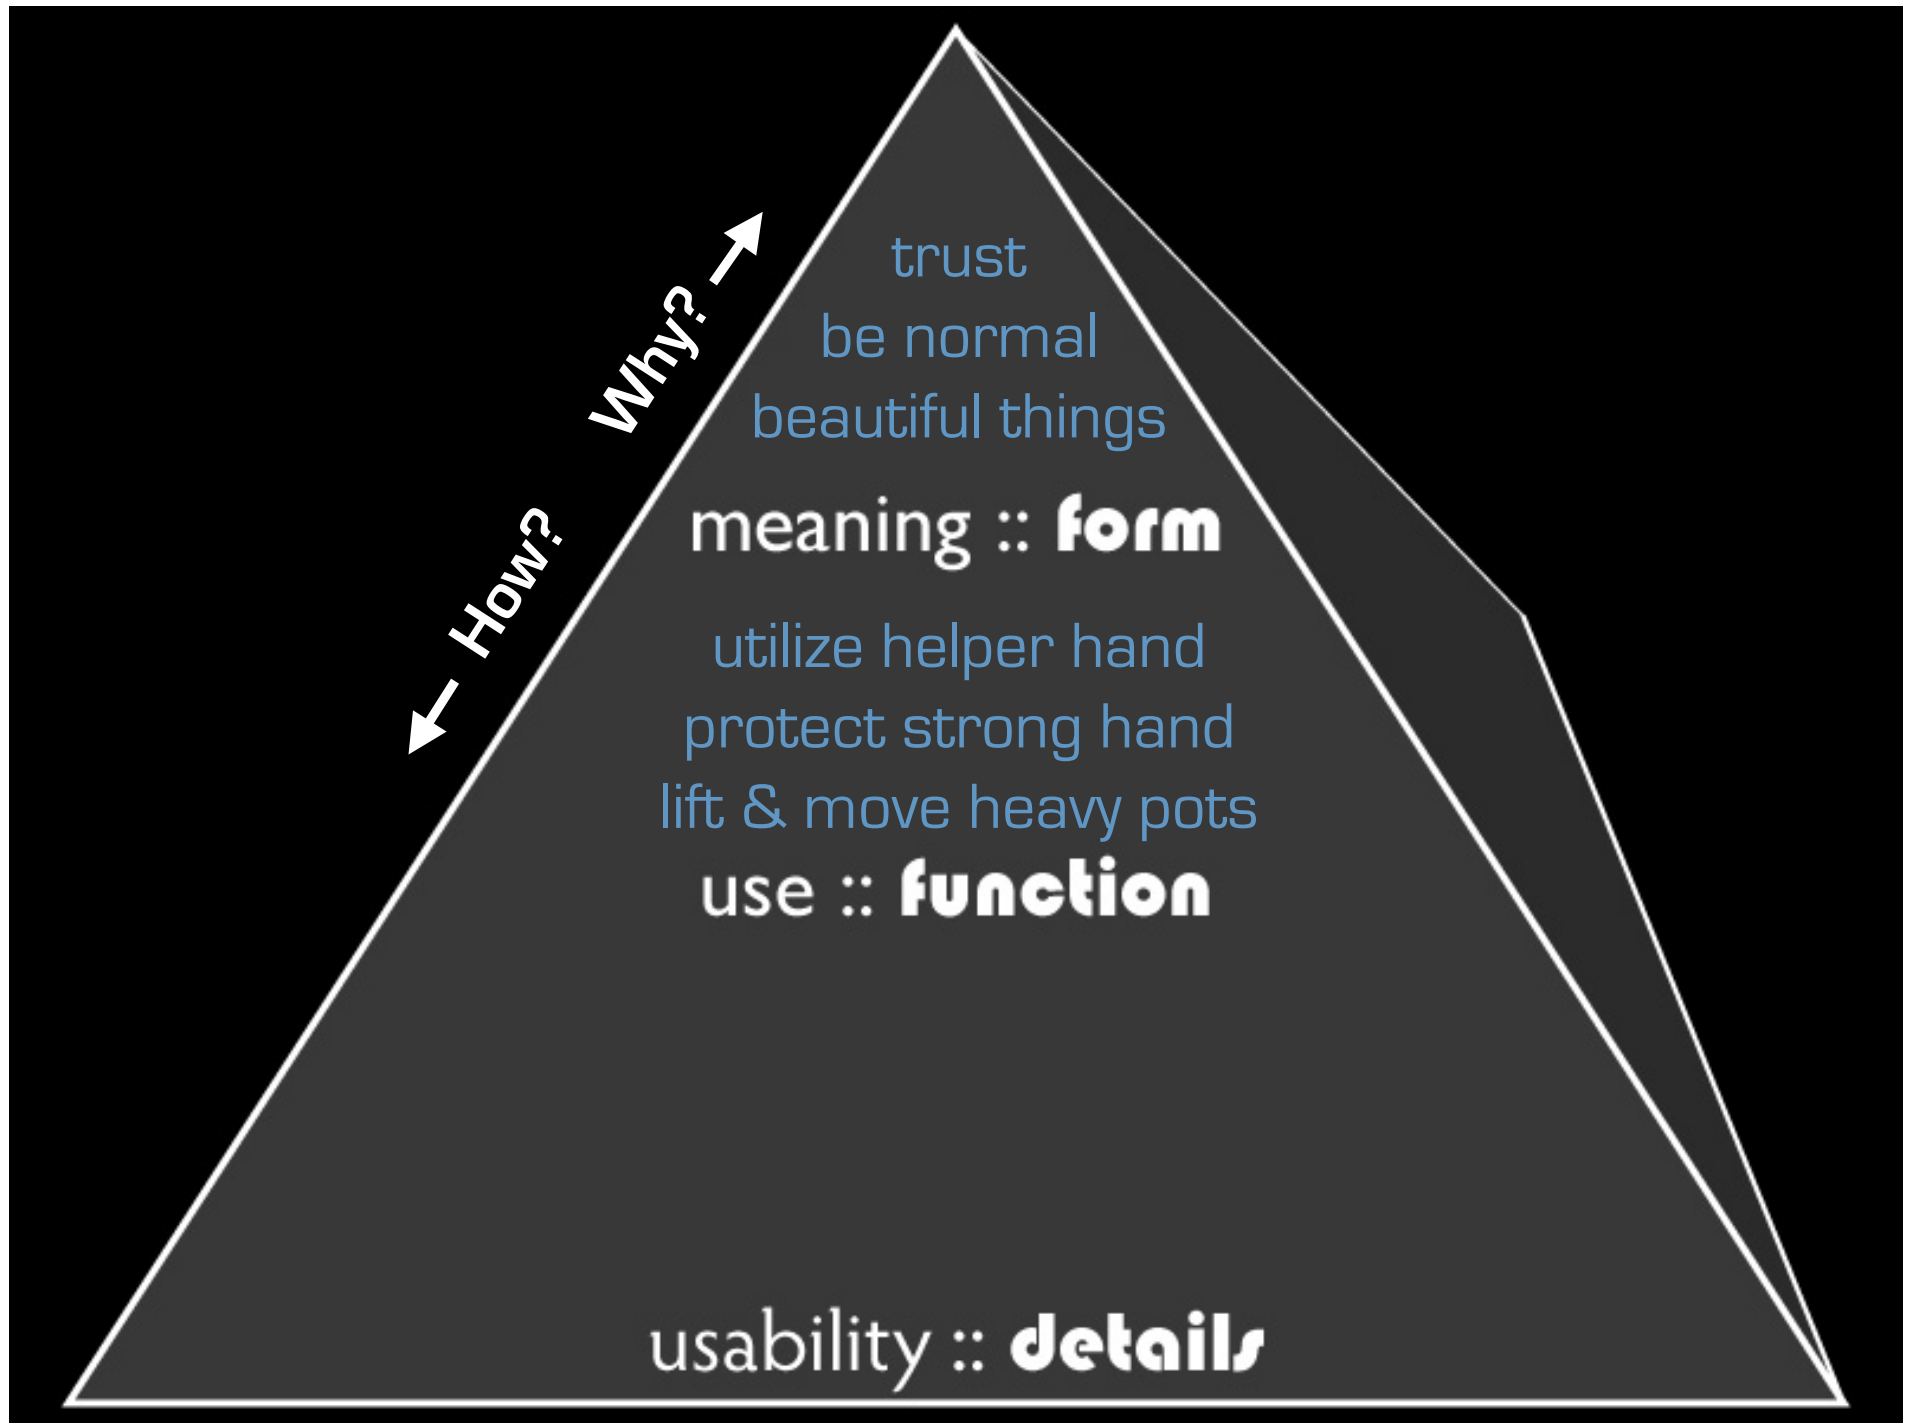 trust
be normal
beautiful things
Why?
meaning :: form
How?
utilize helper hand
protect strong hand
lift & move heavy pots
use :: function
usability :: details